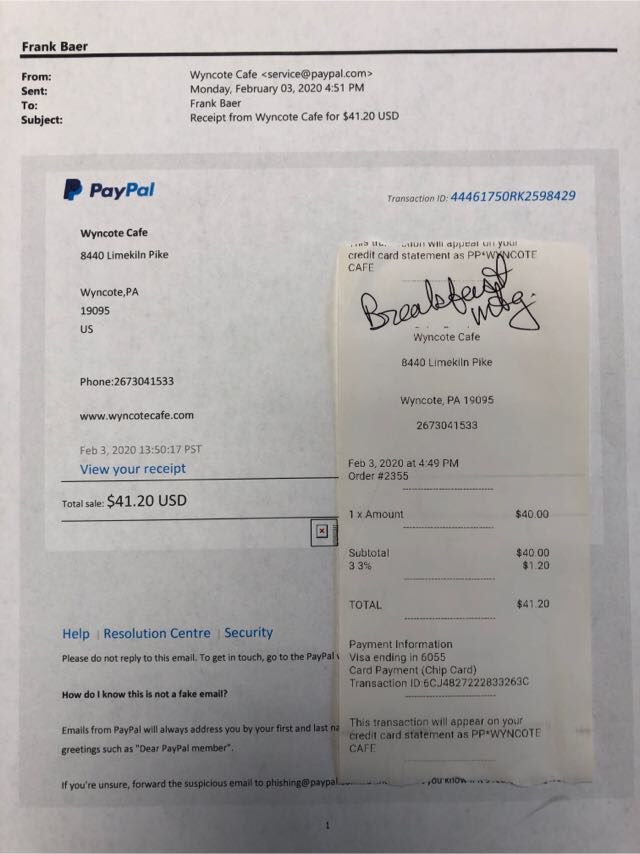 Frank Baer
From: Wyncote Cafe <service@paypal.com>
Sent: Monday, February 03, 2020 4:51 PM
To: Frank Baer
Subject: Receipt from Wyncote Cafe for $41.20 USD
PayPal
Transaction ID: 44461750RK2598429
Wyncote Cafe
8440 Limekiln Pike
Wyncote,PA
19095
US
Phone:2673041533
www.wyncotecafe.com
Feb 3, 2020 13:50:17 PST
View your receipt
Total sale: $41.20 USD
will appear on your
credit card statement as PP*WYNCOTE
CAFE
Breakfast
mtg.
Wyncote Cafe
8440 Limekiln Pike
Wyncote, PA 19095
2673041533
Feb 3, 2020 at 4:49 PM
Order #2355
1 x Amount $40.00
Subtotal $40.00
3 3% $1.20
TOTAL $41.20
Payment Information
Visa ending in 6055
Card Payment (Chip Card)
Transaction ID 6CJ4827222833263C
This transaction will appear on your
credit card statement as PP*WYNCOTE
CAFE
Help | Resolution Centre | Security
Please do not reply to this email. To get in touch, go to the PayPal
How do I know this is not a fake email?
Emails from PayPal will always address you by your first and last
greetings such as "Dear PayPal member".
If you're unsure, forward the suspicious email to phishing@paypal
1